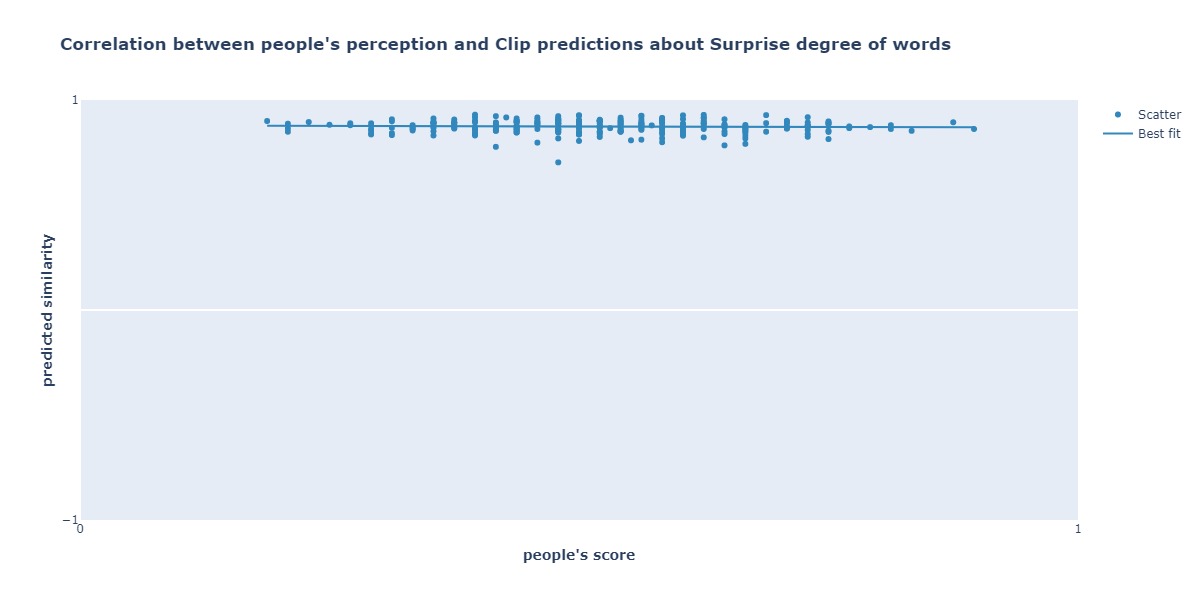 Correlation between people's perception and Clip predictions about Surprise degree of words
1
Scatter
Best fit
predicted similarity
−1
0
1
people's score